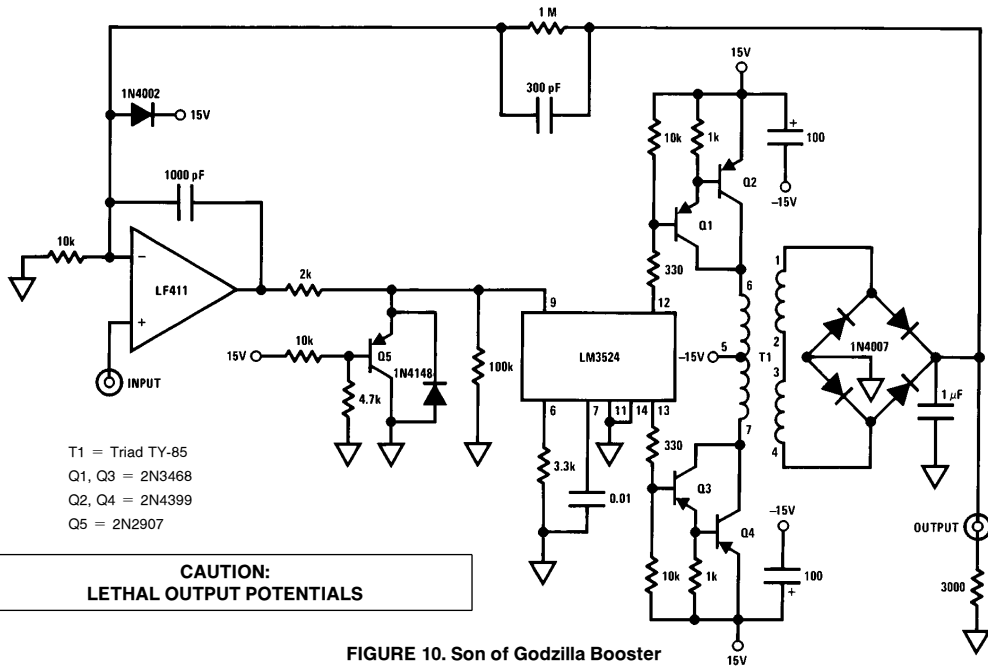 1 M
300 pF
1N4002
15V
1000 pF
10k
LF411
INPUT
2k
15V
10k
4.7k
Q5
1N4148
100k
9
12
LM3524
6
7
11
14
13
3.3k
0.01
15V
10k
1k
Q2
Q1
100
-15V
330
6
-15V
5
T1
7
1
2
3
4
1N4007
1 μF
330
Q3
Q4
10k
1k
-15V
100
15V
OUTPUT
3000
T1 = Triad TY-85
Q1, Q3 = 2N3468
Q2, Q4 = 2N4399
Q5 = 2N2907
CAUTION:
LETHAL OUTPUT POTENTIALS
FIGURE 10. Son of Godzilla Booster